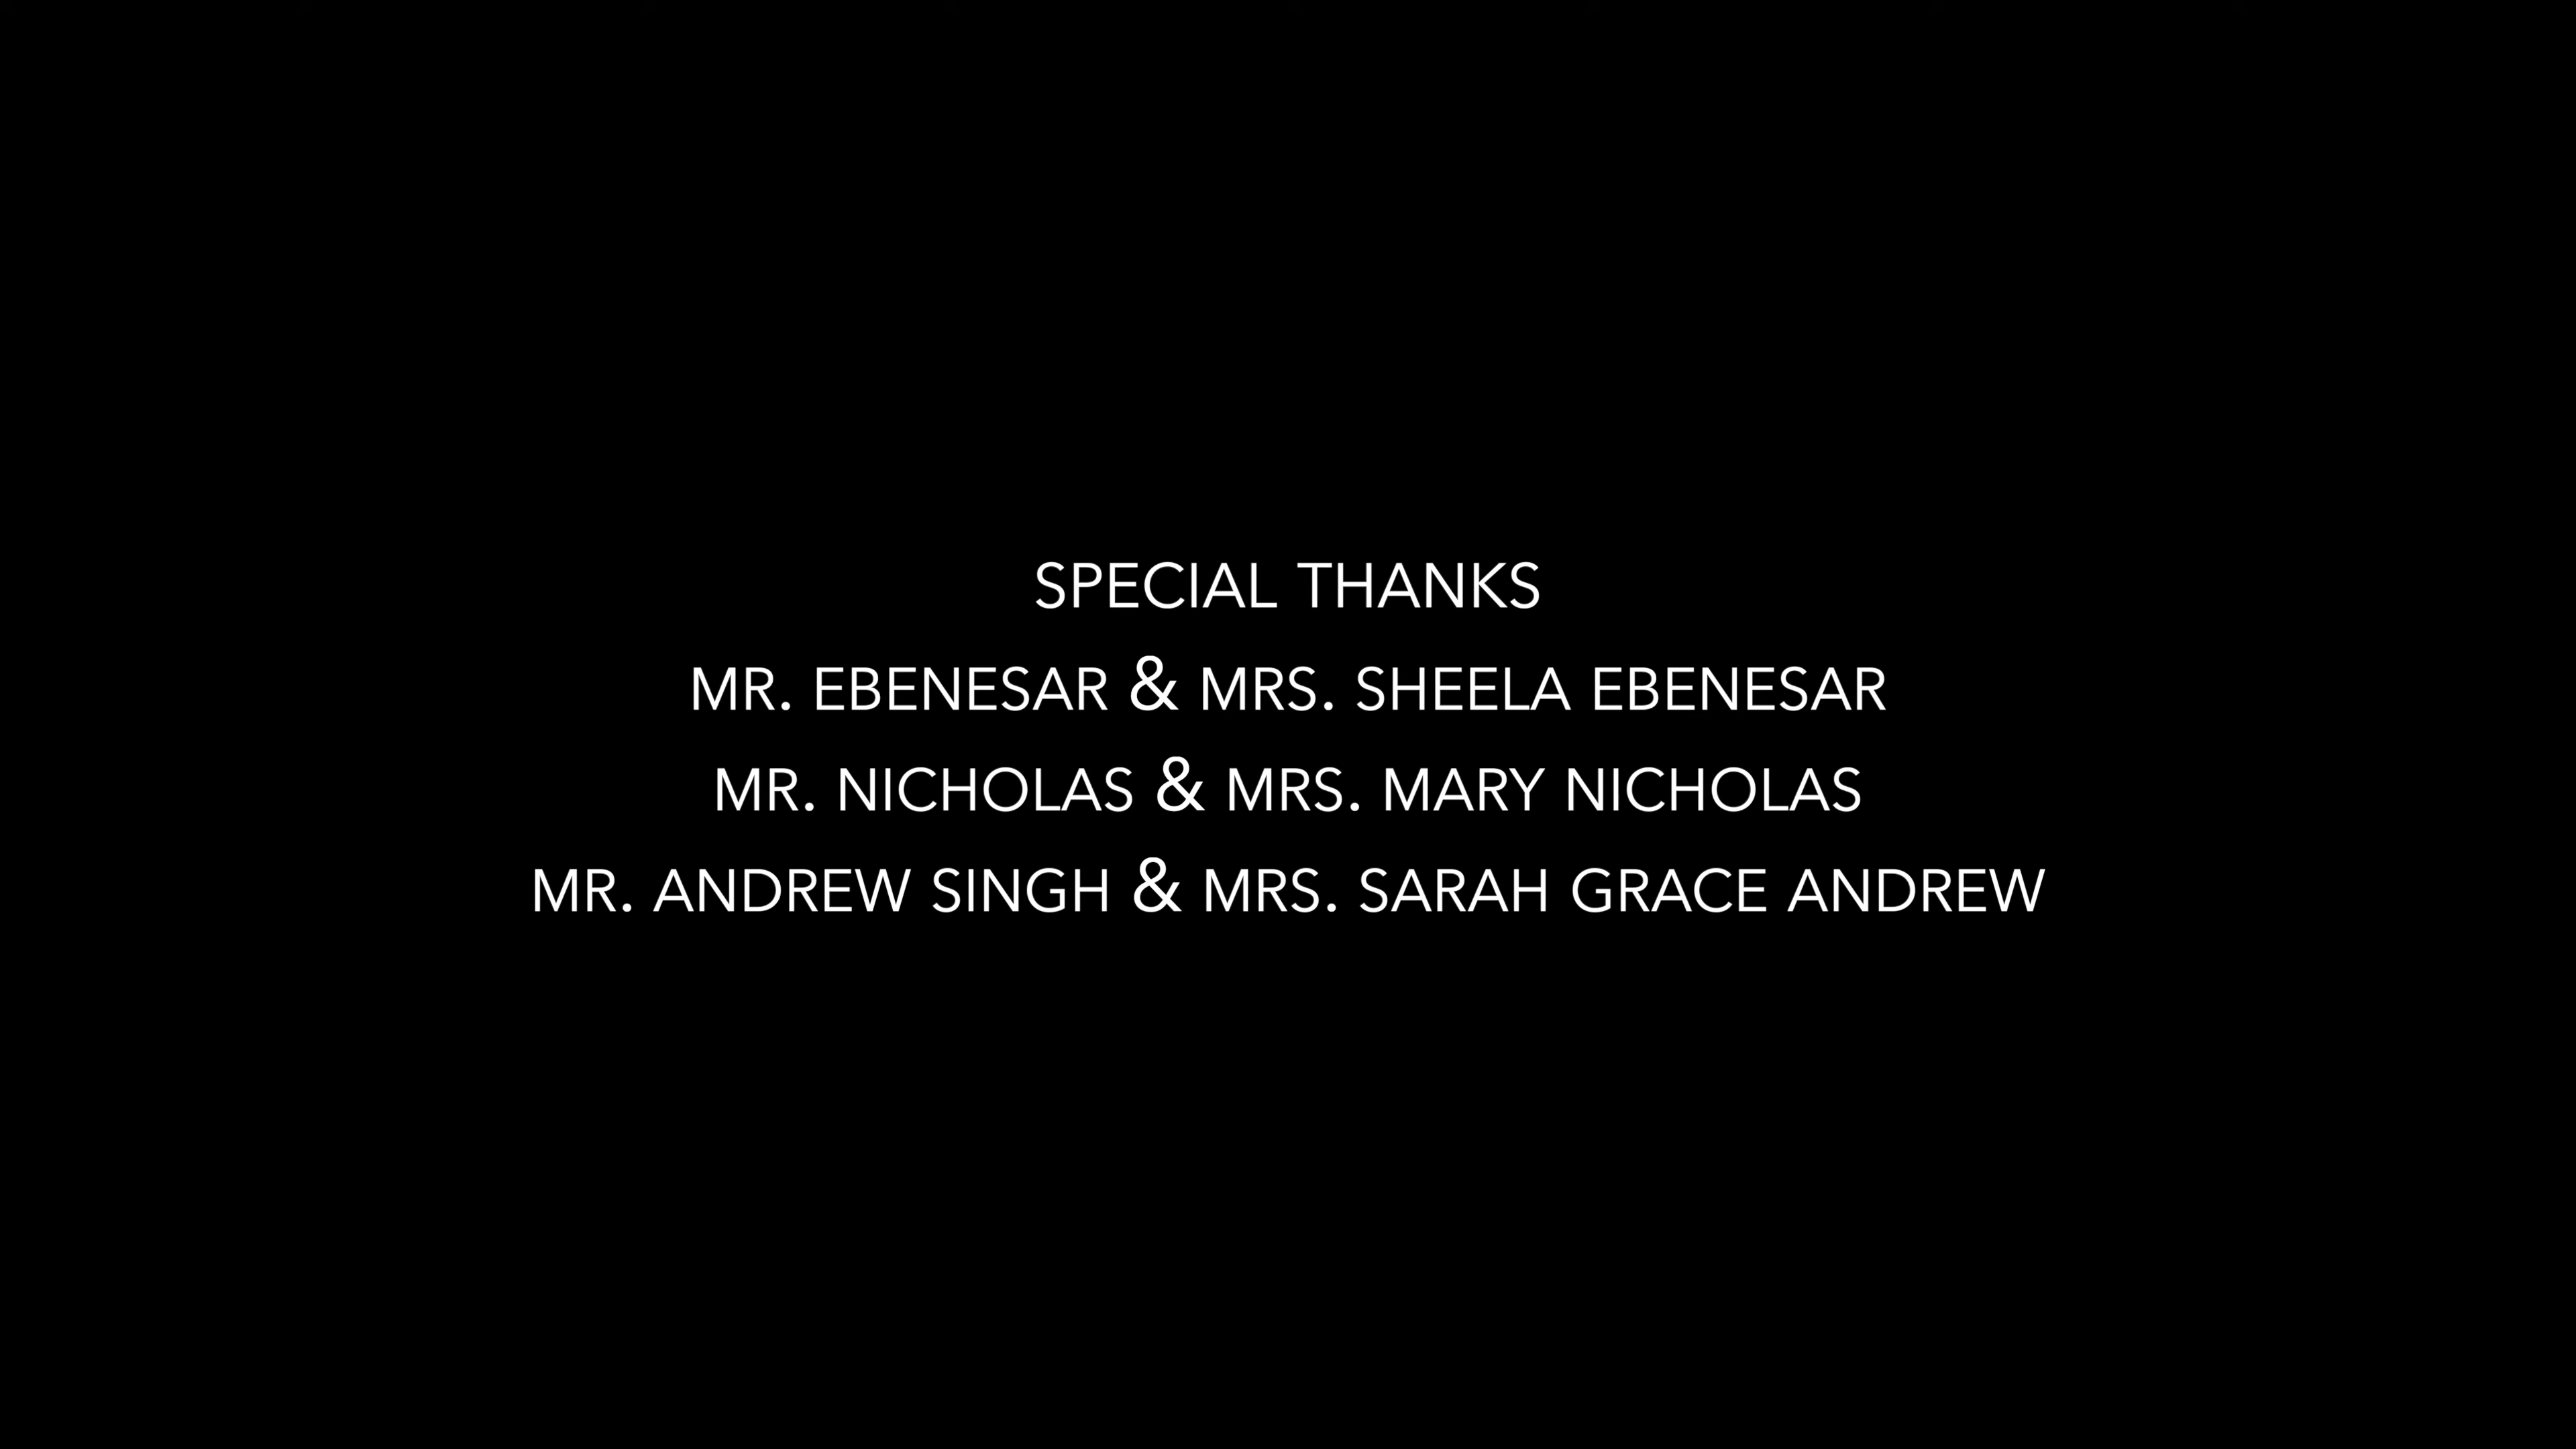 SPECIAL THANKS
MR. EBENESAR & MRS. SHEELA EBENESAR
MR. NICHOLAS & MRS. MARY NICHOLAS
MR. ANDREW SINGH & MRS. SARAH GRACE ANDREW